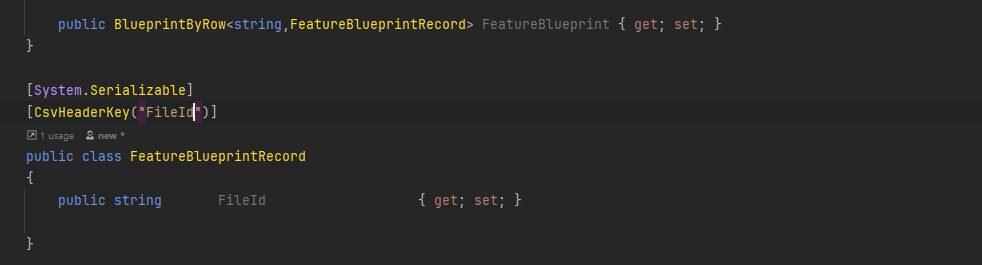 public BlueprintByRow<string,FeatureBlueprintRecord> FeatureBlueprint { get; set; }
}
[System.Serializable]
[CsvHeaderKey("FileId")]
1 usage new *
public class FeatureBlueprintRecord
{
public string FileId { get; set; }
}